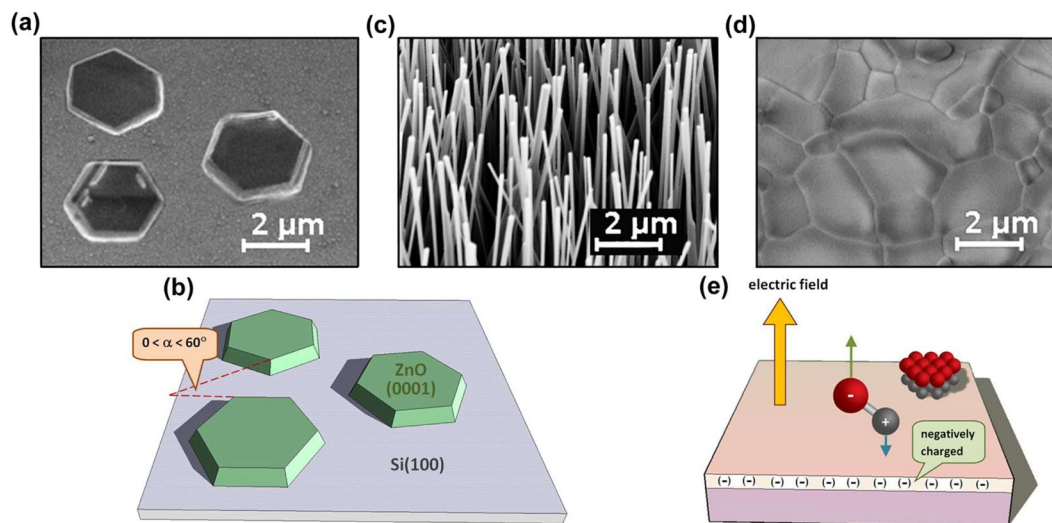 (a)
2 µm
(c)
2 µm
(d)
2 µm
(b)
0 < α < 60°
ZnO
(0001)
Si(100)
(e)
electric field
-
+
negatively
charged
(-) (-) (-) (-) (-) (-) (-) (-) (-) (-) (-)